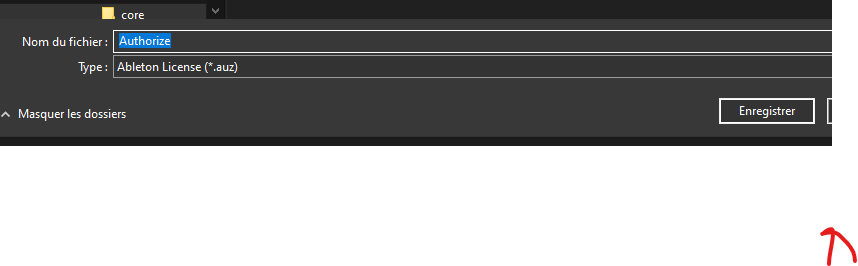 core
Nom du fichier : Authorize
Type : Ableton License (*.auz)
Masquer les dossiers
Enregistrer